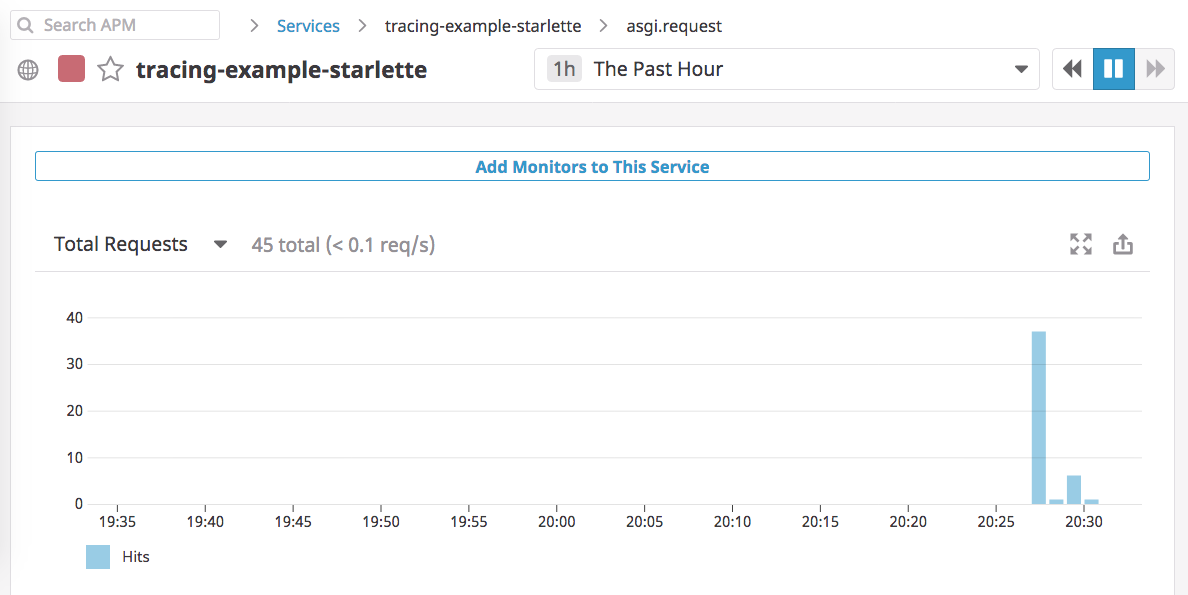 Search APM
Services
tracing-example-starlette
asgi.request
tracing-example-starlette
1h The Past Hour
Add Monitors to This Service
Total Requests
45 total (< 0.1 req/s)
40
30
20
10
0
19:35 19:40 19:45 19:50 19:55 20:00 20:05 20:10 20:15 20:20 20:25 20:30
Hits